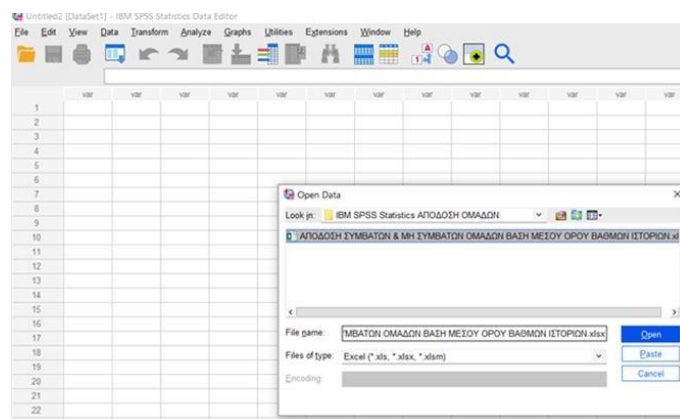 Untitled2 [DataSet1] - IBM SPSS Statistics Data Editor
File Edit View Data Transform Analyze Graphs Utilities Extensions Window Help
var var var var var var var var var var var var var
1
2
3
4
5
6
7
8
9
10
11
12
13
14
15
16
17
18
19
20
21
22
Open Data
Look in: IBM SPSS Statistics ΑΠΟΔΟΣΗ ΟΜΑΔΩΝ
ΑΠΟΔΟΣΗ ΣΥΜΒΑΤΩΝ & ΜΗ ΣΥΜΒΑΤΩΝ ΟΜΑΔΩΝ ΒΑΣΗ ΜΕΣΟΥ ΟΡΟΥ ΒΑΘΜΩΝ ΙΣΤΟΡΙΩΝ.xl
File name: ΜΒΑΤΩΝ ΟΜΑΔΩΝ ΒΑΣΗ ΜΕΣΟΥ ΟΡΟΥ ΒΑΘΜΩΝ ΙΣΤΟΡΙΩΝ.xlsx Open
Files of type: Excel (*.xls, *.xlsx, *.xlsm) Paste
Encoding: Cancel